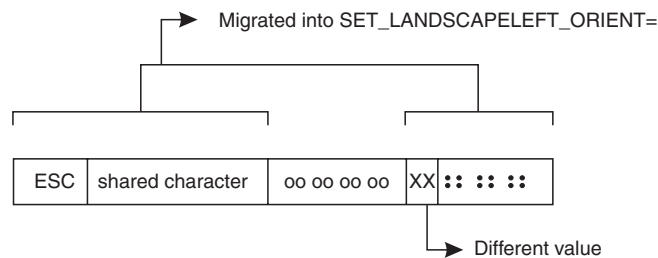 Migrated into SET_LANDSCAPELEFT_ORIENT=
ESC shared character oo oo oo oo XX :: :: ::
Different value